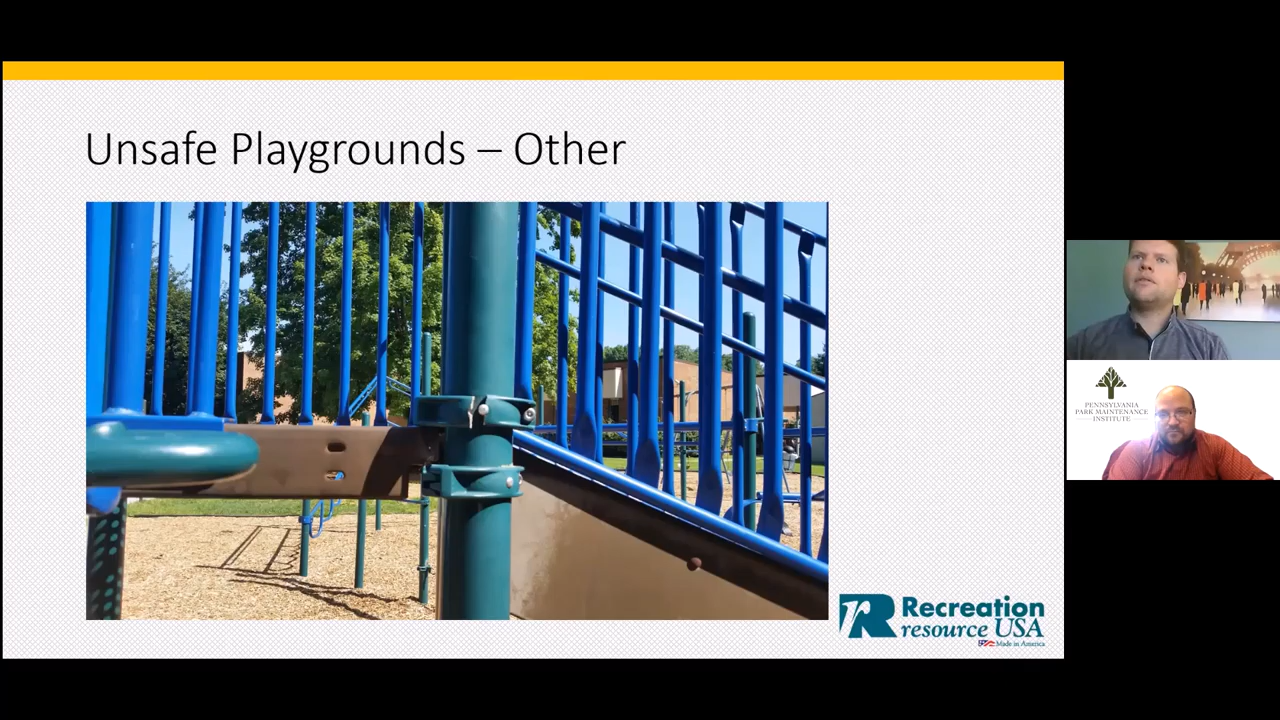 Unsafe Playgrounds – Other
Recreation
resource USA
Made in America
PENNSYLVANIA
PARK MAINTENANCE
INSTITUTE